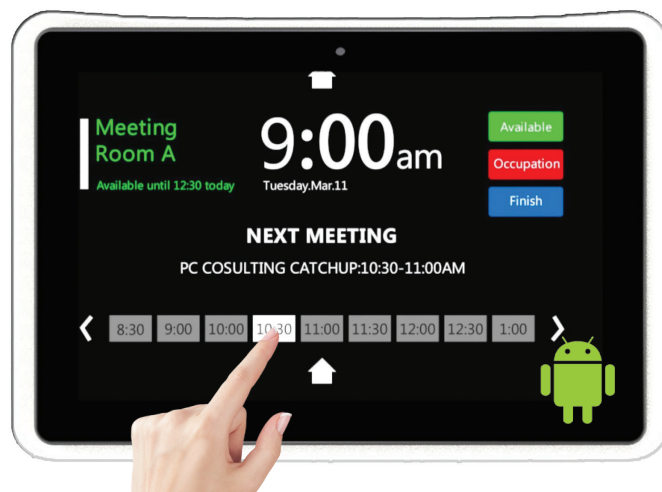 Meeting
Room A
Available until 12:30 today
9:00am
Tuesday.Mar.11
Available
Occupation
Finish
NEXT MEETING
PC COSULTING CATCHUP:10:30-11:00AM
8:30 9:00 10:00 10:30 11:00 11:30 12:00 12:30 1:00